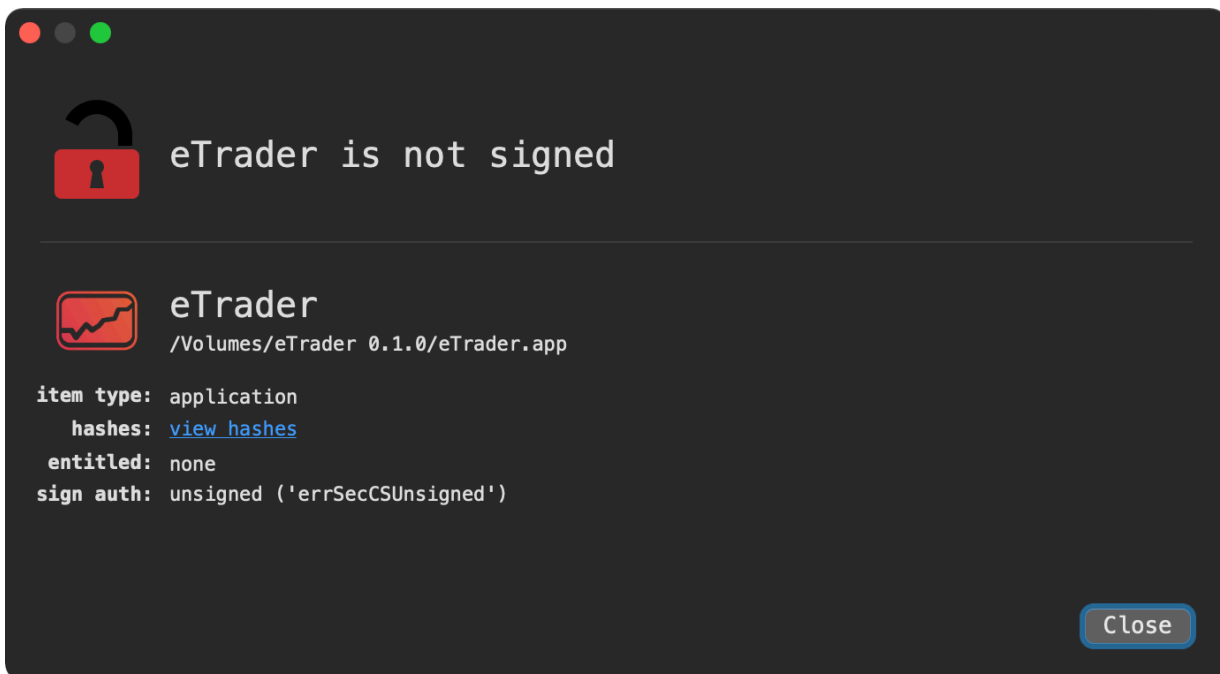 eTrader is not signed
eTrader
/Volumes/eTrader 0.1.0/eTrader.app
item type: application
hashes: view hashes
entitled: none
sign auth: unsigned ('errSecCSUnsigned')
Close